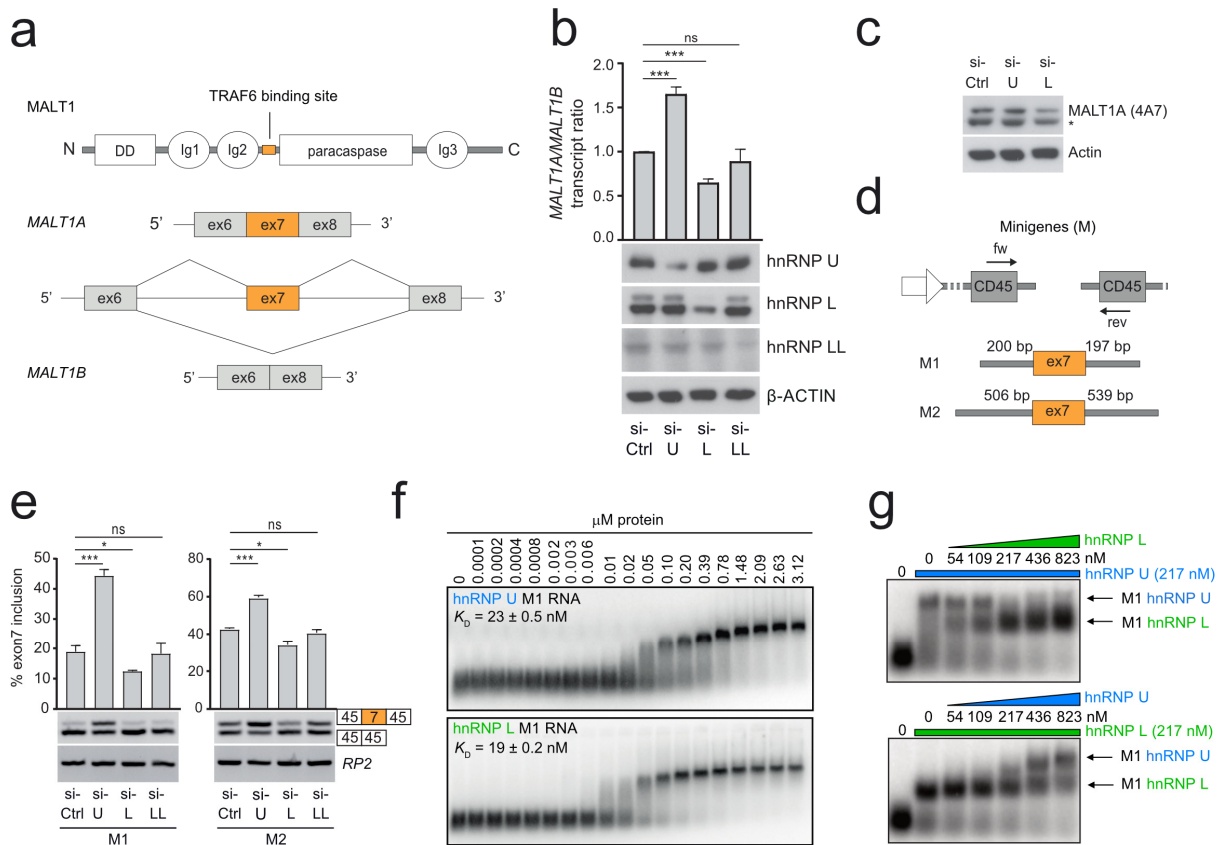 a
MALT1
TRAF6 binding site
N
DD
Ig1
Ig2
paracaspase
Ig3
C
MALT1A
5’
ex6
ex7
ex8
3’
5’
ex6
ex7
ex8
3’
MALT1B
5’
ex6
ex8
3’
b
ns
***
***
MALT1A/MALT1B
transcript ratio
2.0
1.5
1.0
0.5
0.0
hnRNP U
hnRNP L
hnRNP LL
β-ACTIN
si- si- si- si-
Ctrl U L LL
c
si- si- si-
Ctrl U L
MALT1A (4A7)
*
Actin
d
Minigenes (M)
fw
CD45
CD45
rev
200 bp
197 bp
M1
ex7
506 bp
539 bp
M2
ex7
e
ns
*
***
% exon7 inclusion
50
40
30
20
10
0
si- si- si- si-
Ctrl U L LL
M1
ns
*
***
80
60
40
20
0
45 7 45
45 45
RP2
si- si- si- si-
Ctrl U L LL
M2
f
µM protein
0 0.0001 0.0002 0.0004 0.0008 0.002 0.003 0.006 0.01 0.02 0.05 0.10 0.20 0.39 0.78 1.48 2.09 2.63 3.12
hnRNP U M1 RNA
KD = 23 ± 0.5 nM
hnRNP L M1 RNA
KD = 19 ± 0.2 nM
g
hnRNP L
0 54 109 217 436 823 nM
0
hnRNP U (217 nM)
M1 hnRNP U
M1 hnRNP L
hnRNP U
0 54 109 217 436 823 nM
0
hnRNP L (217 nM)
M1 hnRNP U
M1 hnRNP L